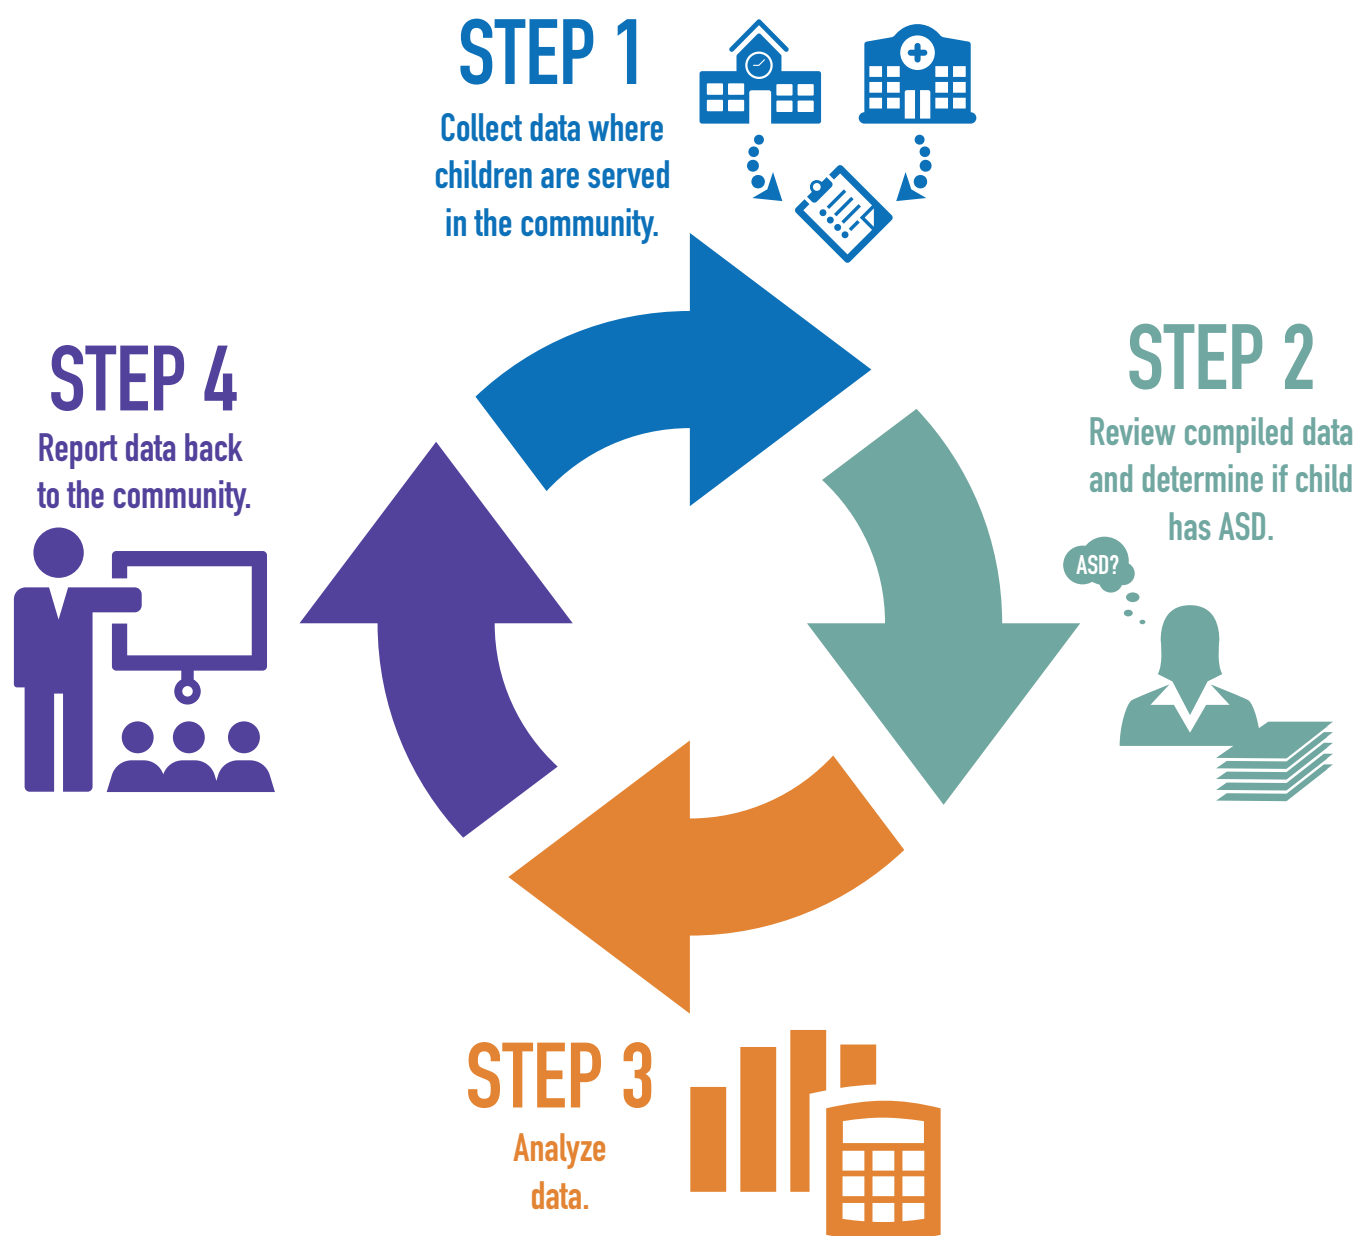 STEP 1
Collect data where
children are served
in the community.
STEP 2
Review compiled data
and determine if child
has ASD.
ASD?
STEP 3
Analyze
data.
STEP 4
Report data back
to the community.